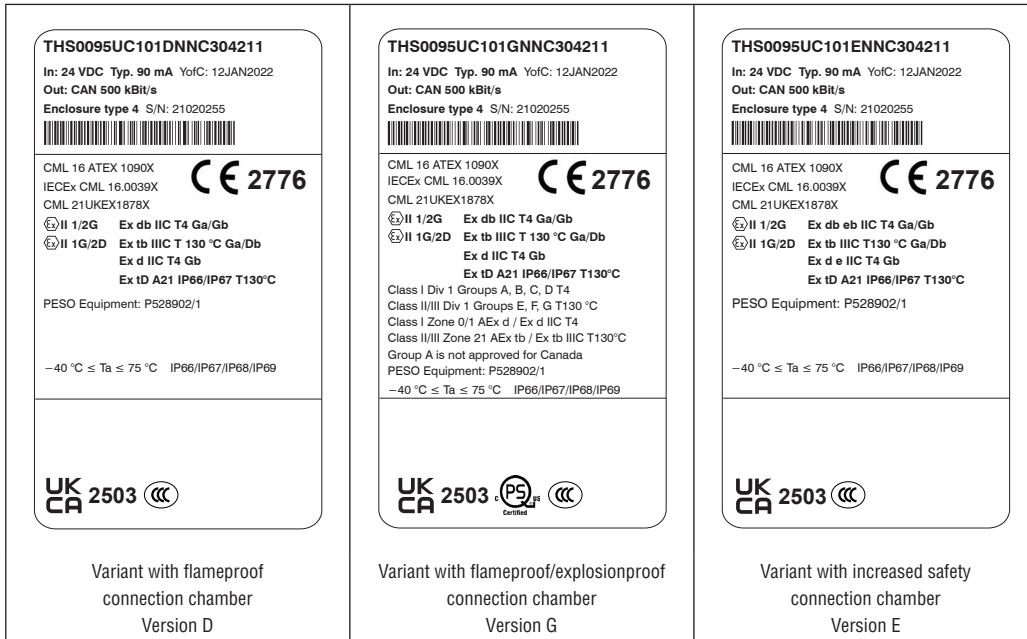 THS0095UC101DNNC304211
In: 24 VDC Typ. 90 mA YofC: 12JAN2022
Out: CAN 500 kBit/s
Enclosure type 4 S/N: 21020255
CML 16 ATEX 1090X
IECEx CML 16.0039X
CML 21UKEX1878X
CE 2776
Ex II 1/2G Ex db IIC T4 Ga/Gb
Ex II 1G/2D Ex tb IIIC T 130 °C Ga/Db
Ex d IIC T4 Gb
Ex tD A21 IP66/IP67 T130°C
PESO Equipment: P528902/1
−40 °C ≤ Ta ≤ 75 °C IP66/IP67/IP68/IP69
UK
CA 2503 CCC
Variant with flameproof
connection chamber
Version D
THS0095UC101GNNC304211
In: 24 VDC Typ. 90 mA YofC: 12JAN2022
Out: CAN 500 kBit/s
Enclosure type 4 S/N: 21020255
CML 16 ATEX 1090X
IECEx CML 16.0039X
CML 21UKEX1878X
CE 2776
Ex II 1/2G Ex db IIC T4 Ga/Gb
Ex II 1G/2D Ex tb IIIC T 130 °C Ga/Db
Ex d IIC T4 Gb
Ex tD A21 IP66/IP67 T130°C
Class I Div 1 Groups A, B, C, D T4
Class II/III Div 1 Groups E, F, G T130 °C
Class I Zone 0/1 AEx d / Ex d IIC T4
Class II/III Zone 21 AEx tb / Ex tb IIIC T130°C
Group A is not approved for Canada
PESO Equipment: P528902/1
−40 °C ≤ Ta ≤ 75 °C IP66/IP67/IP68/IP69
UK
CA 2503 c PS E us CCC
Certified
Variant with flameproof/explosionproof
connection chamber
Version G
THS0095UC101ENNC304211
In: 24 VDC Typ. 90 mA YofC: 12JAN2022
Out: CAN 500 kBit/s
Enclosure type 4 S/N: 21020255
CML 16 ATEX 1090X
IECEx CML 16.0039X
CML 21UKEX1878X
CE 2776
Ex II 1/2G Ex db eb IIC T4 Ga/Gb
Ex II 1G/2D Ex tb IIIC T130 °C Ga/Db
Ex d e IIC T4 Gb
Ex tD A21 IP66/IP67 T130°C
PESO Equipment: P528902/1
−40 °C ≤ Ta ≤ 75 °C IP66/IP67/IP68/IP69
UK
CA 2503 CCC
Variant with increased safety
connection chamber
Version E